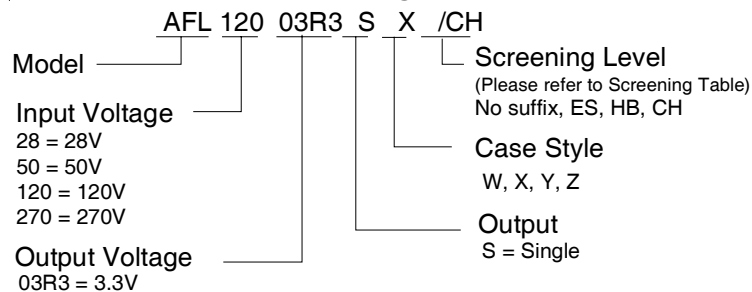 AFL 120 03R3 S X /CH
Model
Input Voltage
28 = 28V
50 = 50V
120 = 120V
270 = 270V
Output Voltage
03R3 = 3.3V
Screening Level
(Please refer to Screening Table)
No suffix, ES, HB, CH
Case Style
W, X, Y, Z
Output
S = Single